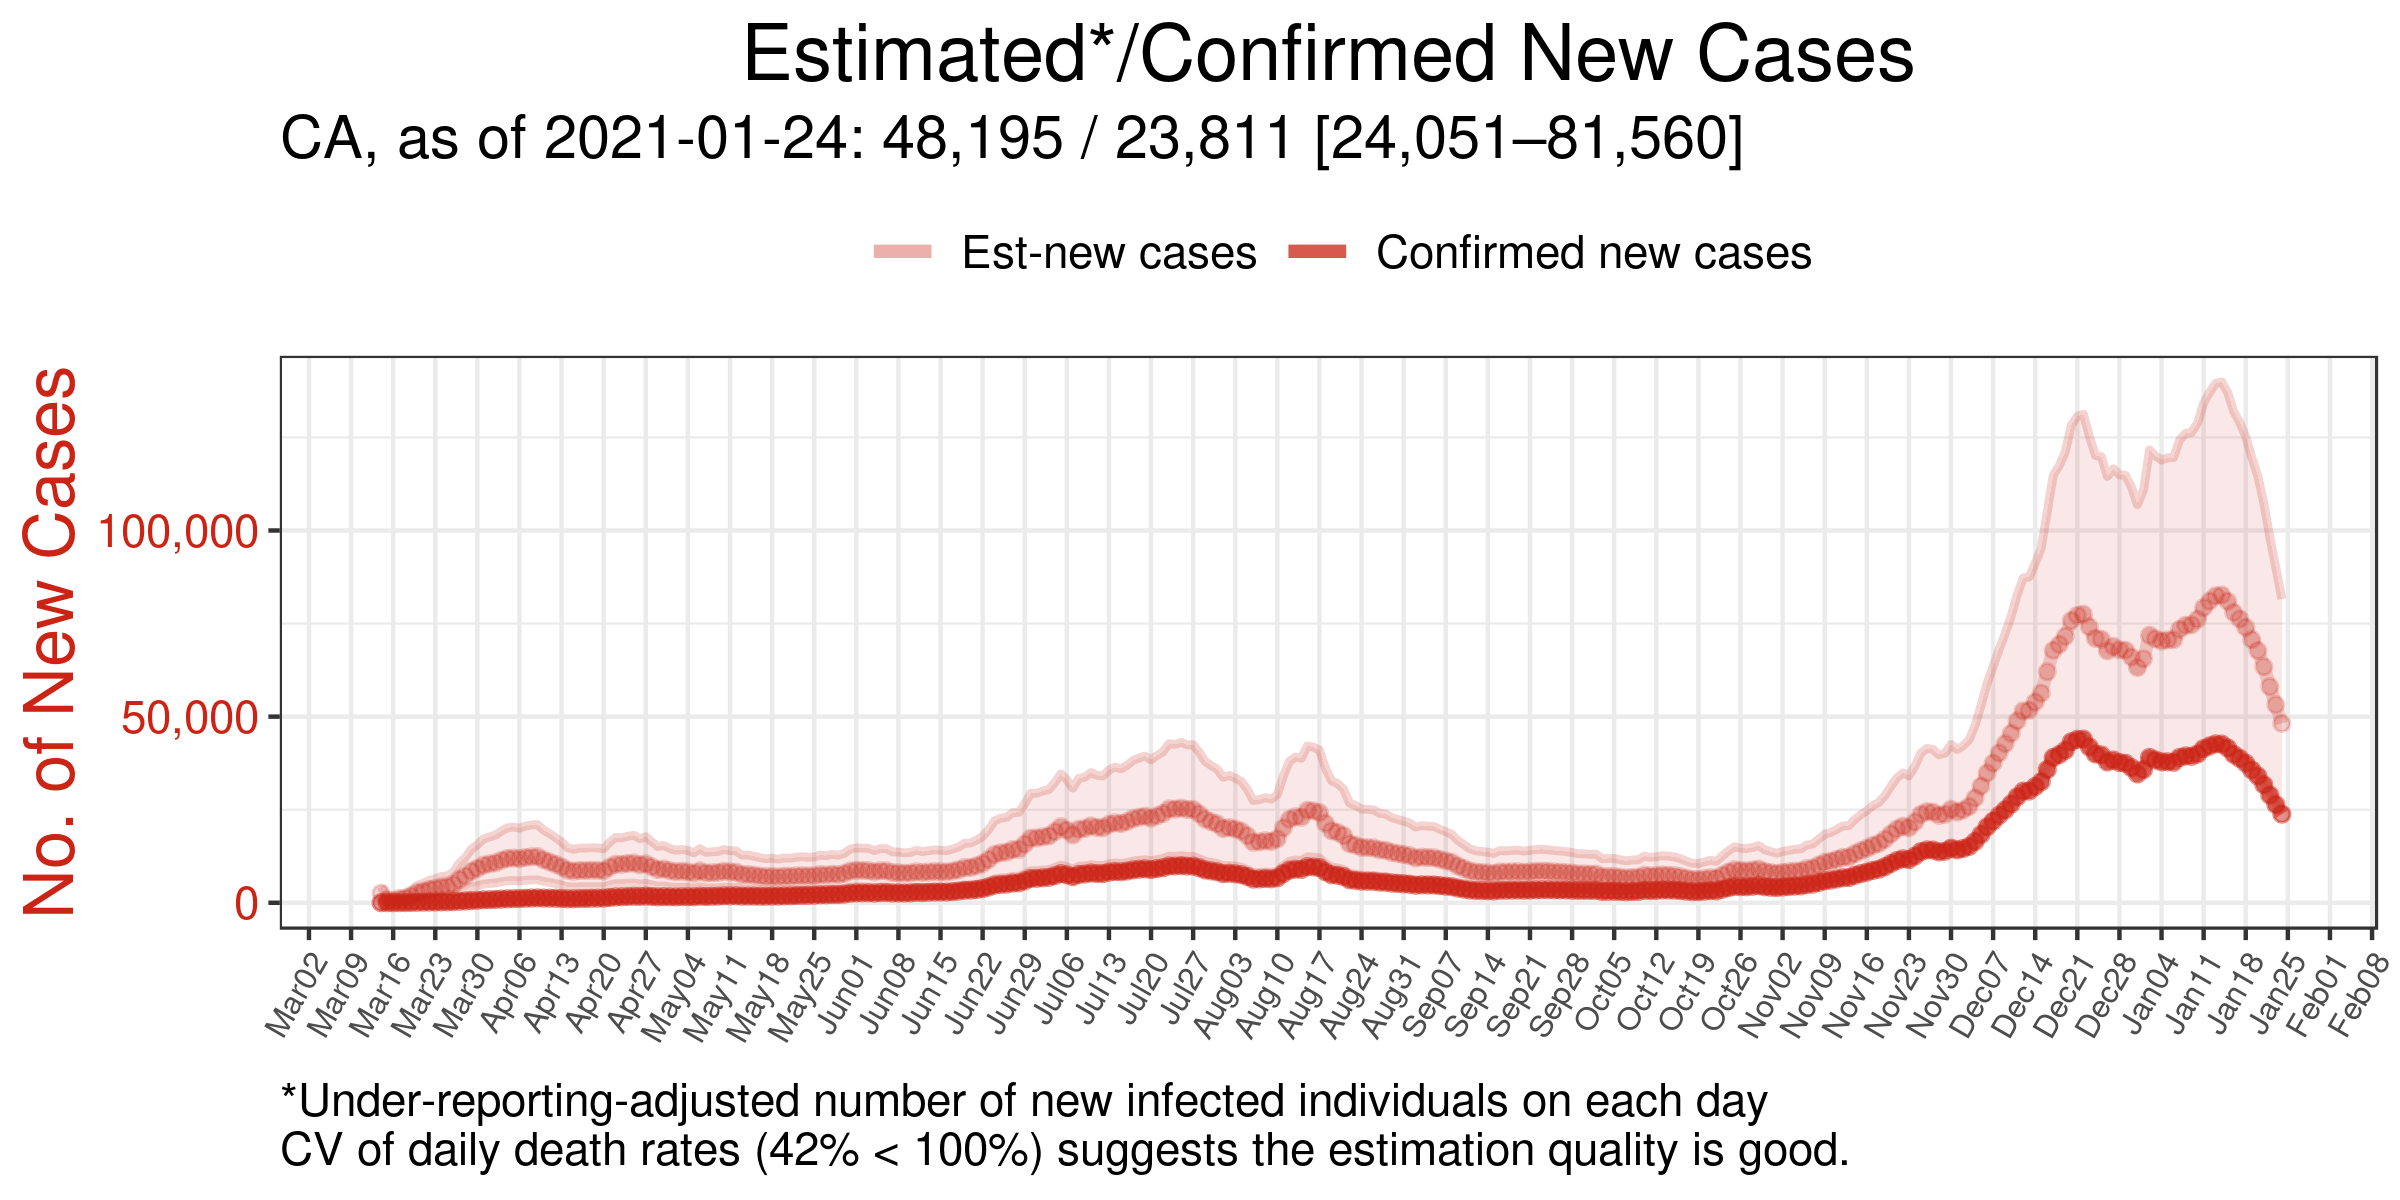 Estimated*/Confirmed New Cases
CA, as of 2021-01-24: 48,195 / 23,811 [24,051–81,560]
Est-new cases
Confirmed new cases
No. of New Cases
100,000
50,000
0
Mar02
Mar09
Mar16
Mar23
Mar30
Apr06
Apr13
Apr20
Apr27
May04
May11
May18
May25
Jun01
Jun08
Jun15
Jun22
Jun29
Jul06
Jul13
Jul20
Jul27
Aug03
Aug10
Aug17
Aug24
Aug31
Sep07
Sep14
Sep21
Sep28
Oct05
Oct12
Oct19
Oct26
Nov02
Nov09
Nov16
Nov23
Nov30
Dec07
Dec14
Dec21
Dec28
Jan04
Jan11
Jan18
Jan25
Feb01
Feb08
*Under-reporting-adjusted number of new infected individuals on each day
CV of daily death rates (42% < 100%) suggests the estimation quality is good.